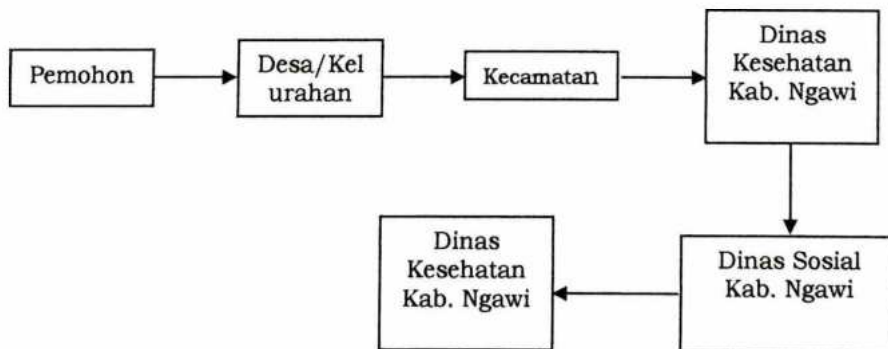 Pemohon
Desa/Kel
urahan
Kecamatan
Dinas
Kesehatan
Kab. Ngawi
Dinas Sosial
Kab. Ngawi
Dinas
Kesehatan
Kab. Ngawi